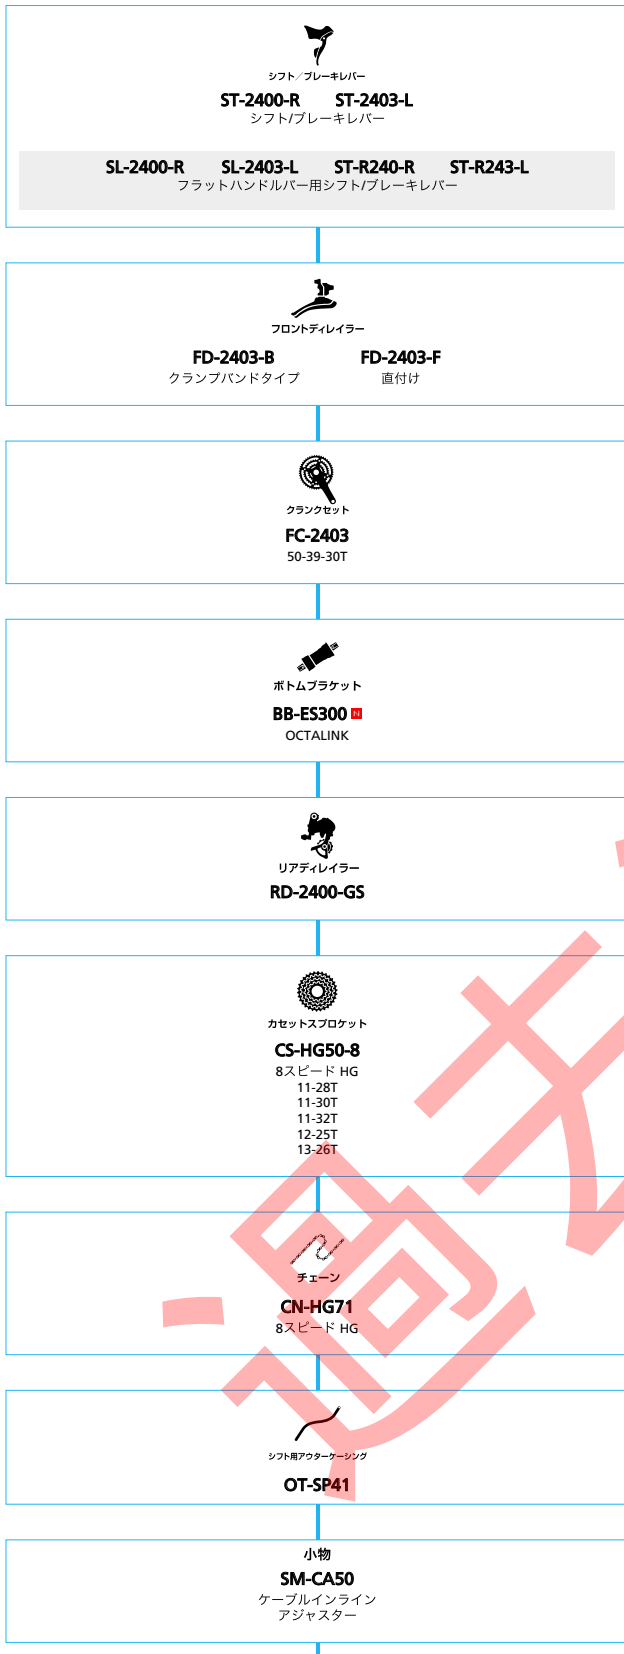 シフト／ブレーキレバー
ST-2400-R ST-2403-L
シフト/ブレーキレバー
SL-2400-R SL-2403-L ST-R240-R ST-R243-L
フラットハンドルバー用シフト/ブレーキレバー
フロントディレイラー
FD-2403-B FD-2403-F
クランプバンドタイプ 直付け
クランクセット
FC-2403
50-39-30T
ボトムブラケット
BB-ES300 N
OCTALINK
リアディレイラー
RD-2400-GS
カセットスプロケット
CS-HG50-8
8スピード HG
11-28T
11-30T
11-32T
12-25T
13-26T
チェーン
CN-HG71
8スピード HG
シフト用アウターケーシング
OT-SP41
小物
SM-CA50
ケーブルインライン
アジャスター
過